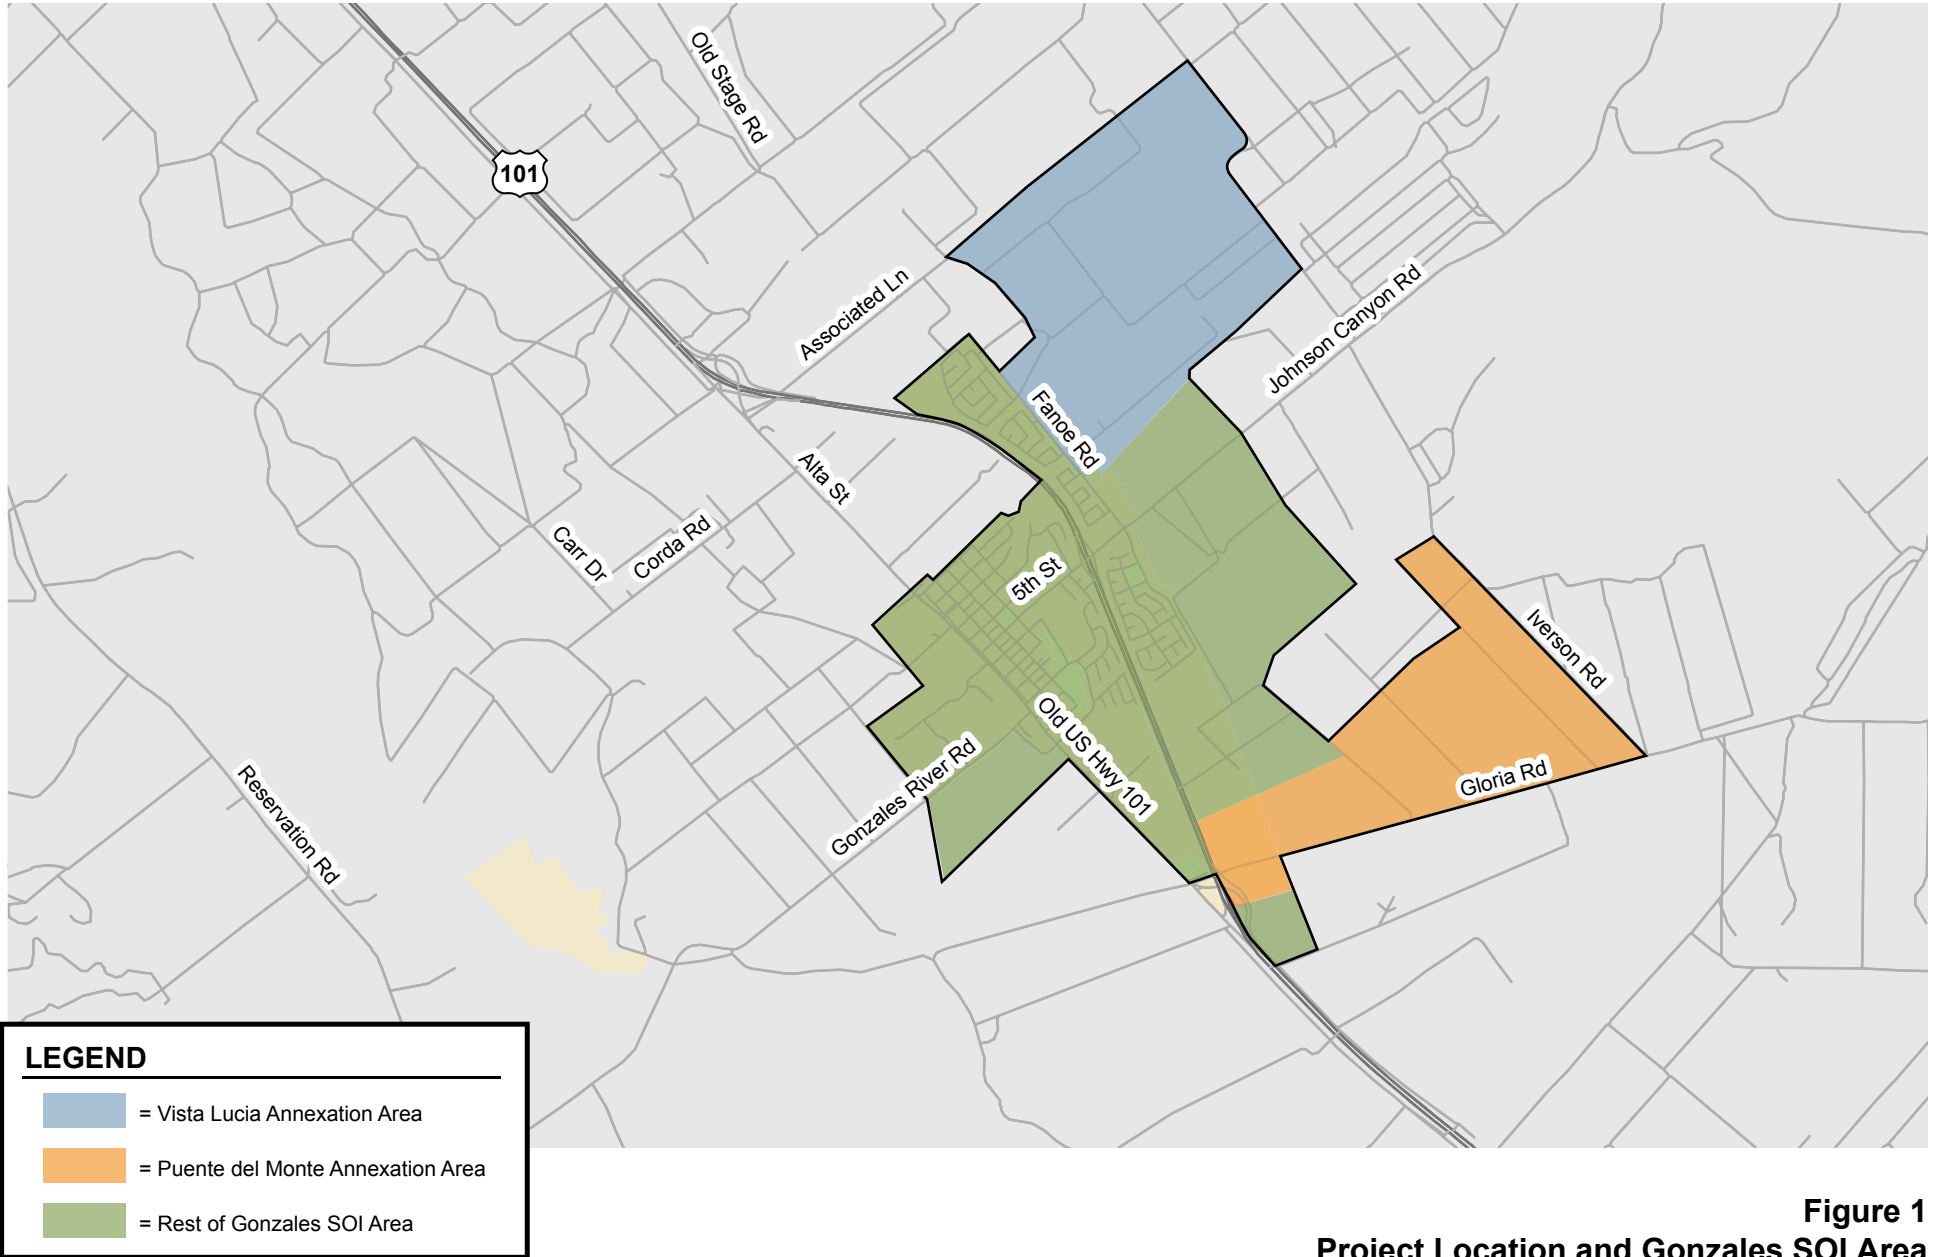 Old Stage Rd
101
Associated Ln
Johnson Canyon Rd
Fanoe Rd
Alta St
Carr Dr
Corda Rd
5th St
Iverson Rd
Old US Hwy 101
Gonzales River Rd
Gloria Rd
Reservation Rd
LEGEND
= Vista Lucia Annexation Area
= Puente del Monte Annexation Area
= Rest of Gonzales SOI Area
Figure 1
Project Location and Gonzales SOI Area